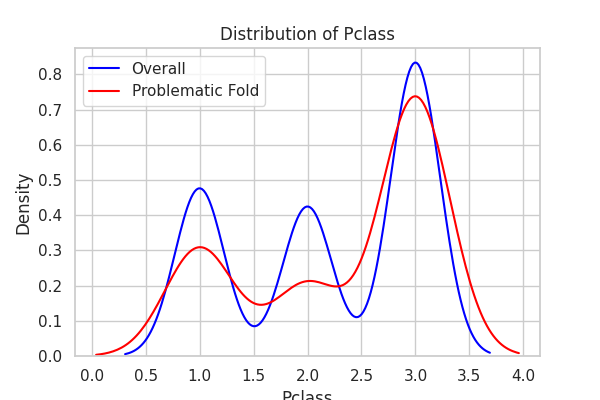 Distribution of Pclass
Overall
Problematic Fold
Density
0.8
0.7
0.6
0.5
0.4
0.3
0.2
0.1
0.0
0.0 0.5 1.0 1.5 2.0 2.5 3.0 3.5 4.0
Pclass